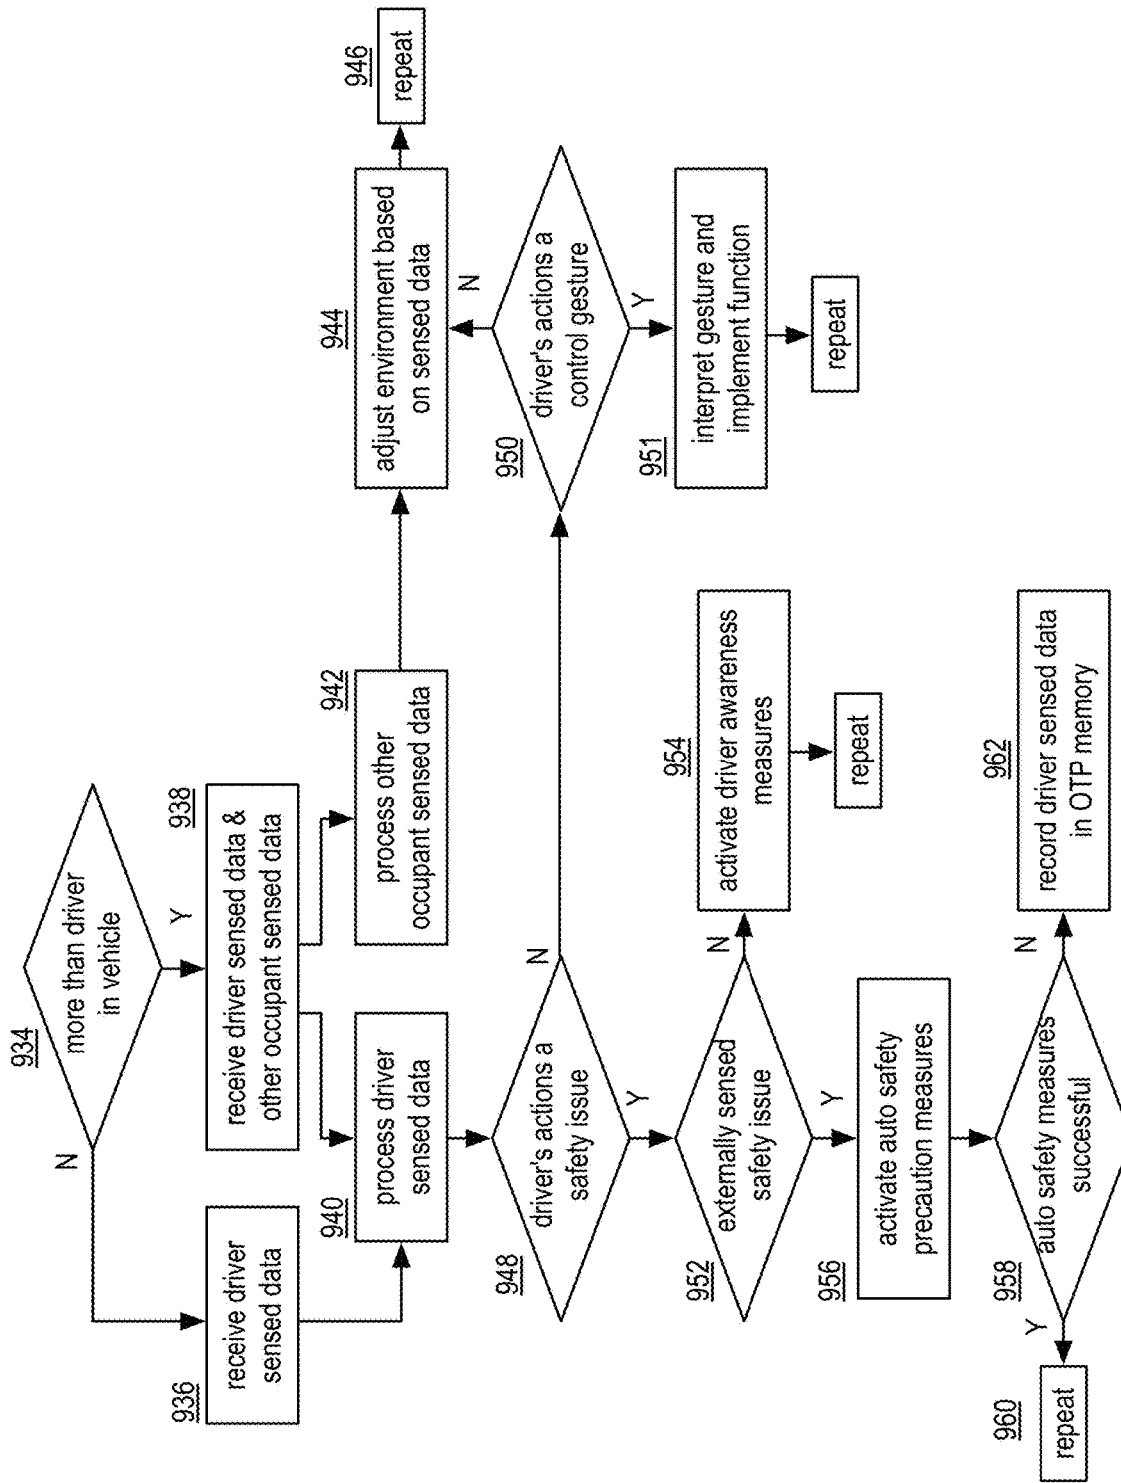 934
more than driver
in vehicle
N
Y
936
receive driver
sensed data
938
receive driver sensed data &
other occupant sensed data
940
process driver
sensed data
942
process other
occupant sensed data
944
adjust environment based
on sensed data
946
repeat
948
driver's actions a
safety issue
N
Y
950
driver's actions a
control gesture
N
Y
951
interpret gesture and
implement function
repeat
952
externally sensed
safety issue
N
Y
954
activate driver awareness
measures
repeat
956
activate auto safety
precaution measures
958
auto safety measures
successful
Y
N
960
repeat
962
record driver sensed data
in OTP memory